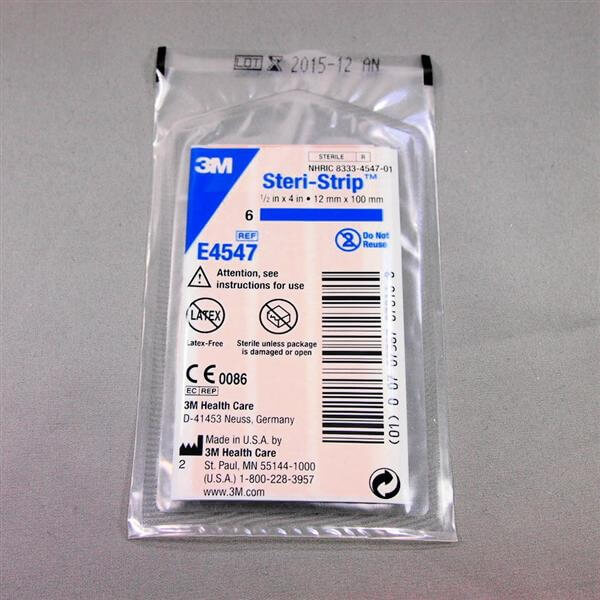 LOT 2015-12 AN
STERILE R
NHRIC 8333-4547-01
3M
Steri-Strip™
1/2 in x 4 in • 12 mm x 100 mm
6
REF
E4547
2 Do Not
Reuse
Attention, see
instructions for use
LATEX
Latex-Free
Sterile unless package
is damaged or open
CE 0086
EC REP
3M Health Care
D-41453 Neuss, Germany
Made in U.S.A. by
3M Health Care
2
St. Paul, MN 55144-1000
(U.S.A.) 1-800-228-3957
www.3M.com